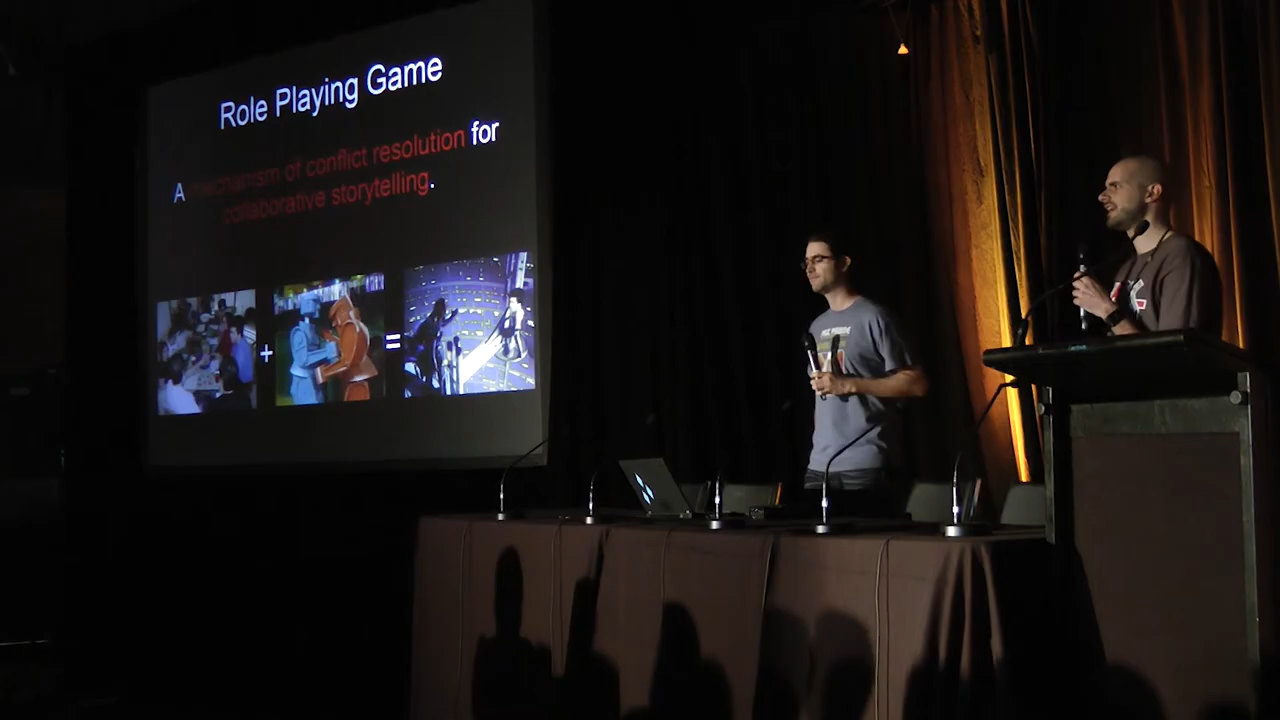 Role Playing Game
A mechanism of conflict resolution for
collaborative storytelling.
+ =